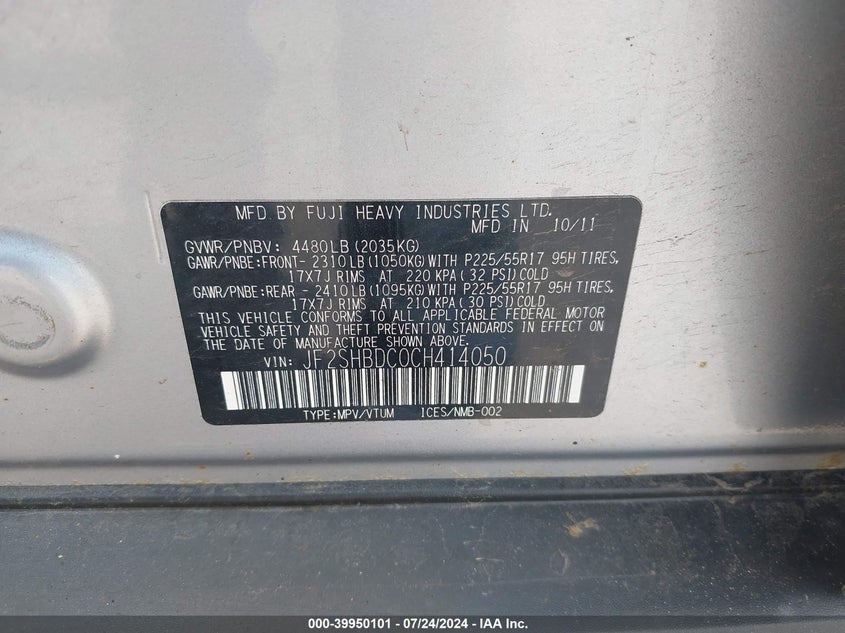 MFD.BY FUJI HEAVY INDUSTRIES LTD.
MFD IN 10/11
GVWR/PNBV: 4480LB(2035KG)
GAWR/PNBE:FRONT-2310LB(1050KG)WITH P225/55R17 95H TIRES,
17X7J RIMS AT 220 KPA(32 PSI)COLD
GAWR/PNBE:REAR -2410LB(1095KG)WITH P225/55R17 95H TIRES,
17X7J RIMS AT 210 KPA(30 PSI)COLD
THIS VEHICLE CONFORMS TO ALL APPLICABLE FEDERAL MOTOR
VEHICLE SAFETY AND THEFT PREVENTION STANDARDS IN EFFECT ON
THE DATE OF MANUFACTURE SHOWN ABOVE.
VIN: JF2SHBDC0CH414050
TYPE:MPV/VTUM ICES/NMB-002
000-39950101 - 07/24/2024 - IAA Inc.